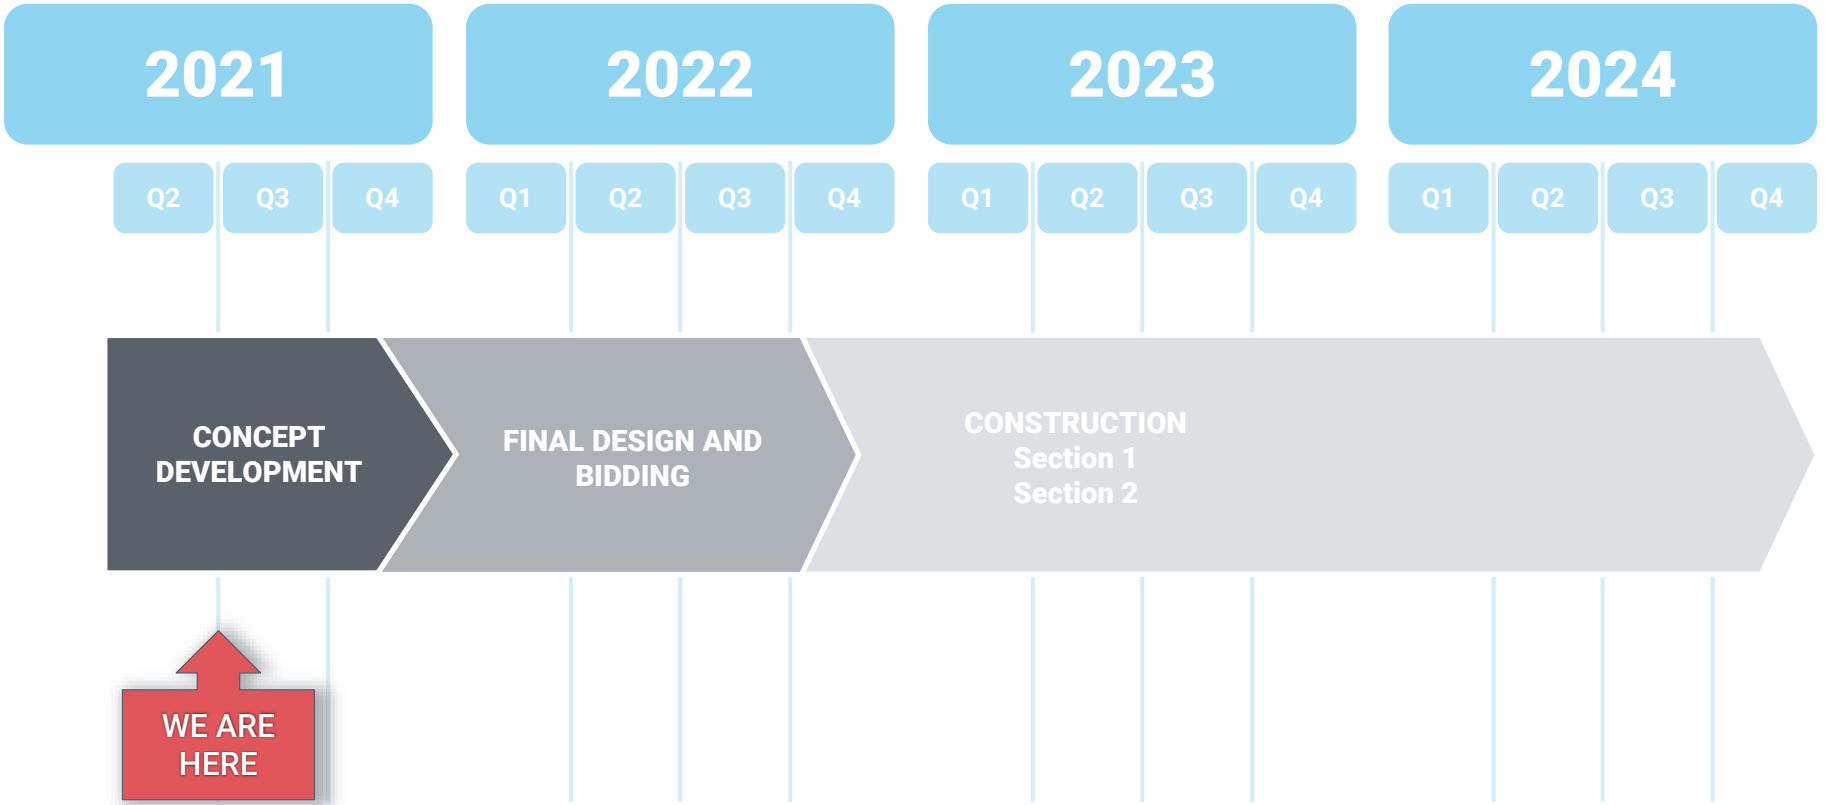 2021 2022 2023 2024
Q2 Q3 Q4 Q1 Q2 Q3 Q4 Q1 Q2 Q3 Q4 Q1 Q2 Q3 Q4
CONCEPT
DEVELOPMENT
FINAL DESIGN AND
BIDDING
CONSTRUCTION
Section 1
Section 2
WE ARE
HERE